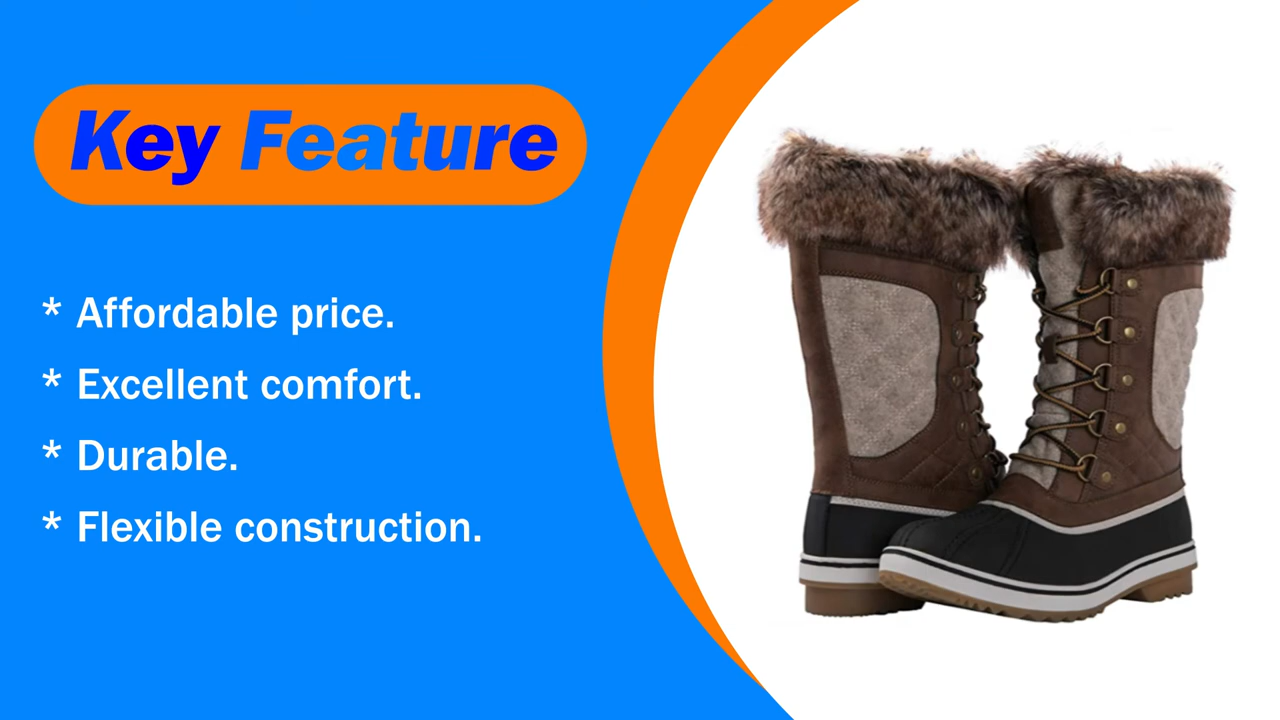 Key Feature
* Affordable price.
* Excellent comfort.
* Durable.
* Flexible construction.